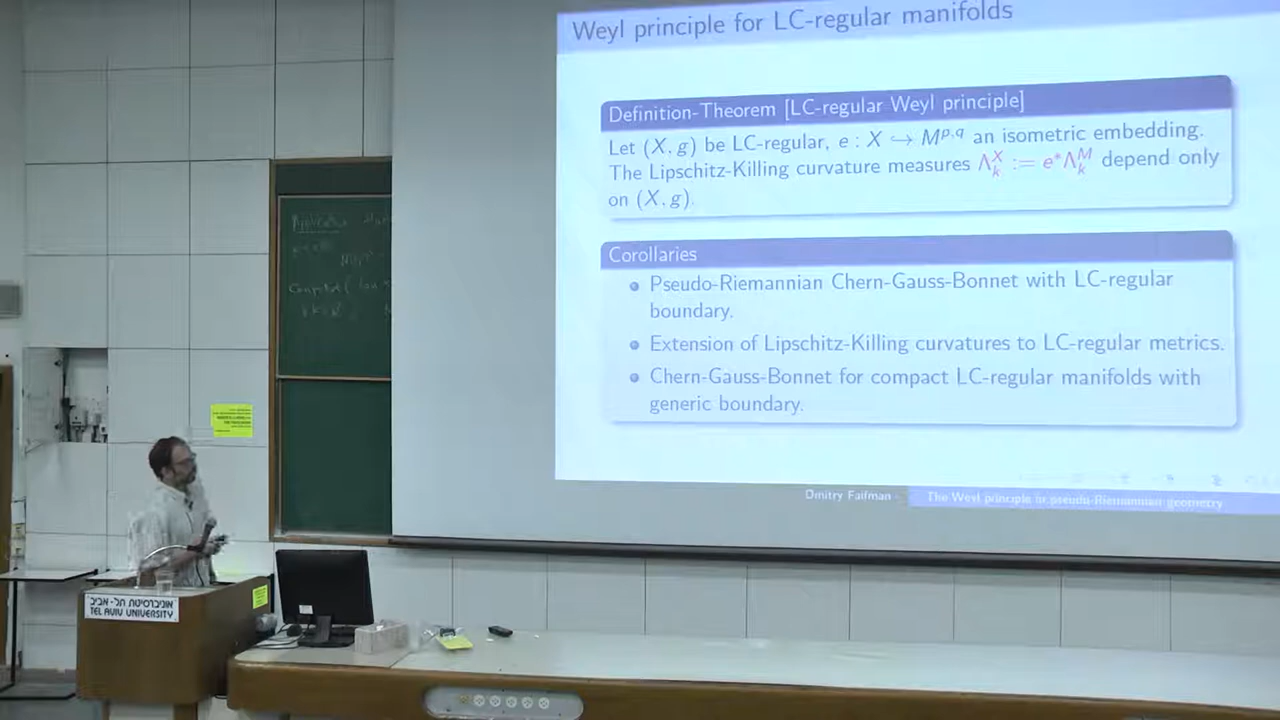 Weyl principle for LC-regular manifolds
Definition-Theorem [LC-regular Weyl principle]
Let (X, g) be LC-regular, e : X ↪ M^{p,q} an isometric embedding.
The Lipschitz-Killing curvature measures Λ_k^X := e*Λ_k^M depend only
on (X, g).
Corollaries
Pseudo-Riemannian Chern-Gauss-Bonnet with LC-regular
boundary.
Extension of Lipschitz-Killing curvatures to LC-regular metrics.
Chern-Gauss-Bonnet for compact LC-regular manifolds with
generic boundary.
Dmitry Faifman
The Weyl principle in pseudo-Riemannian geometry
אוניברסיטת תל-אביב
TEL AVIV UNIVERSITY